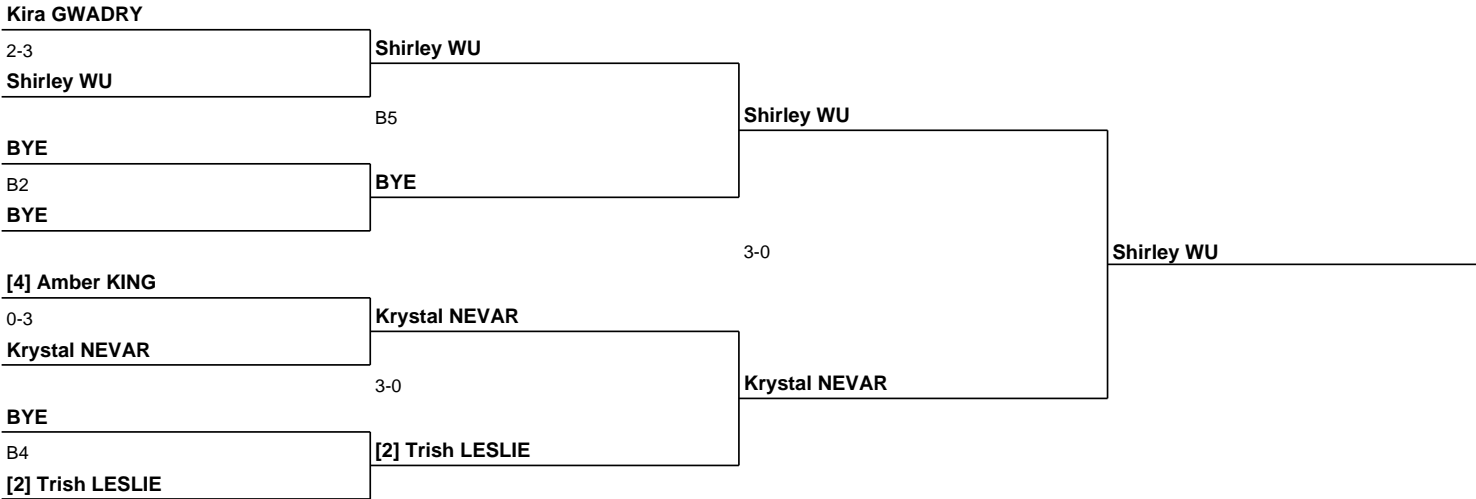 Kira GWADRY
2-3
Shirley WU
Shirley WU
B5
Shirley WU
BYE
B2
BYE
BYE
3-0
Shirley WU
[4] Amber KING
0-3
Krystal NEVAR
Krystal NEVAR
3-0
Krystal NEVAR
BYE
B4
[2] Trish LESLIE
[2] Trish LESLIE